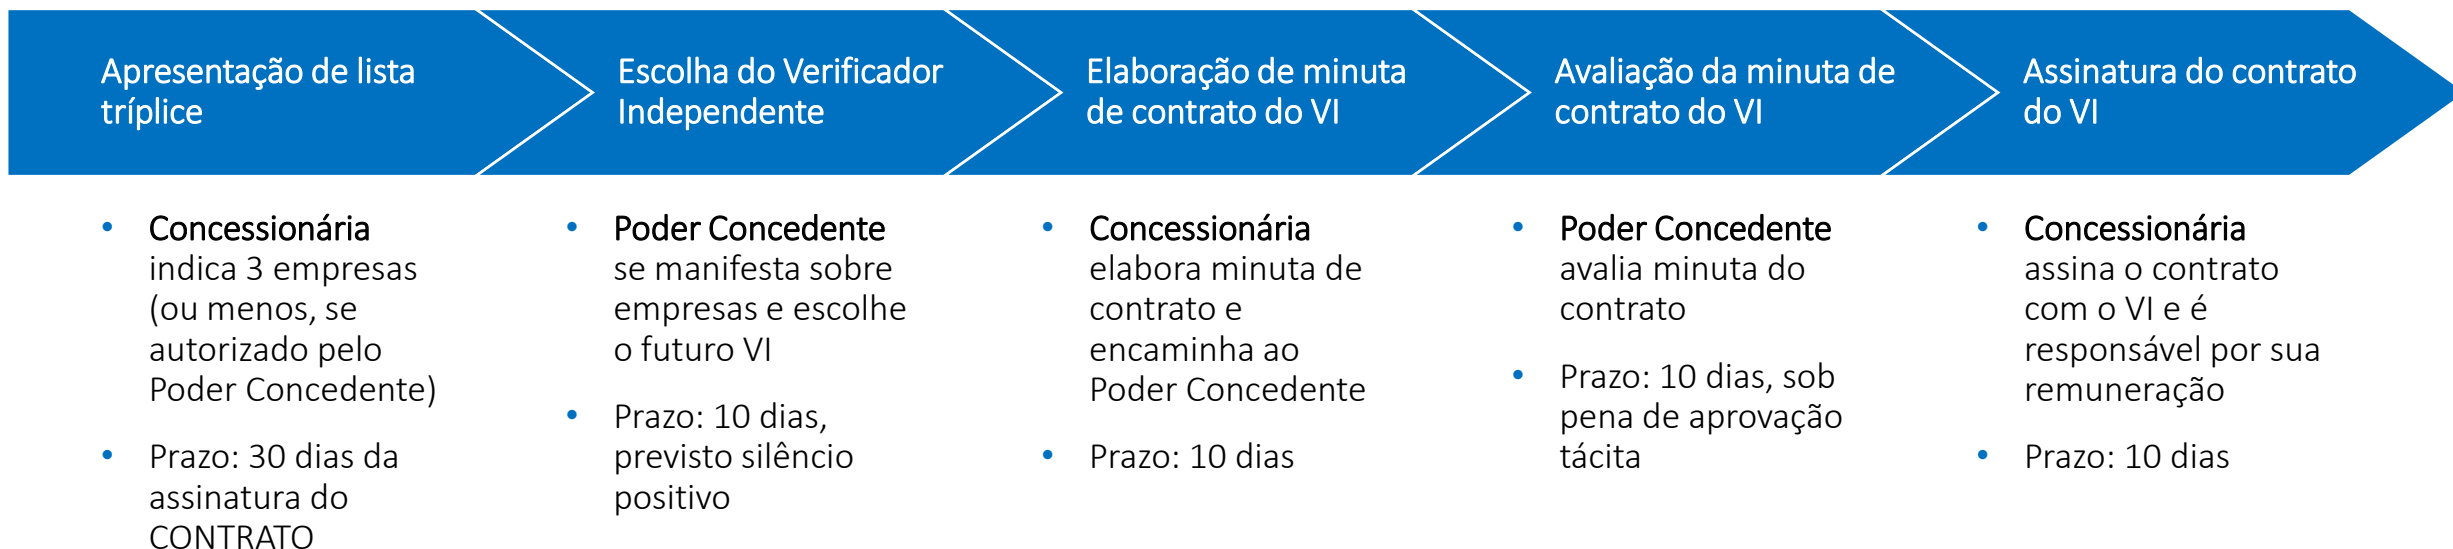 Apresentação de lista
tríplice
Escolha do Verificador
Independente
Elaboração de minuta
de contrato do VI
Avaliação da minuta de
contrato do VI
Assinatura do contrato
do VI
• Concessionária
indica 3 empresas
(ou menos, se
autorizado pelo
Poder Concedente)
• Prazo: 30 dias da
assinatura do
CONTRATO
• Poder Concedente
se manifesta sobre
empresas e escolhe
o futuro VI
• Prazo: 10 dias,
previsto silêncio
positivo
• Concessionária
elabora minuta de
contrato e
encaminha ao
Poder Concedente
• Prazo: 10 dias
• Poder Concedente
avalia minuta do
contrato
• Prazo: 10 dias, sob
pena de aprovação
tácita
• Concessionária
assina o contrato
com o VI e é
responsável por sua
remuneração
• Prazo: 10 dias